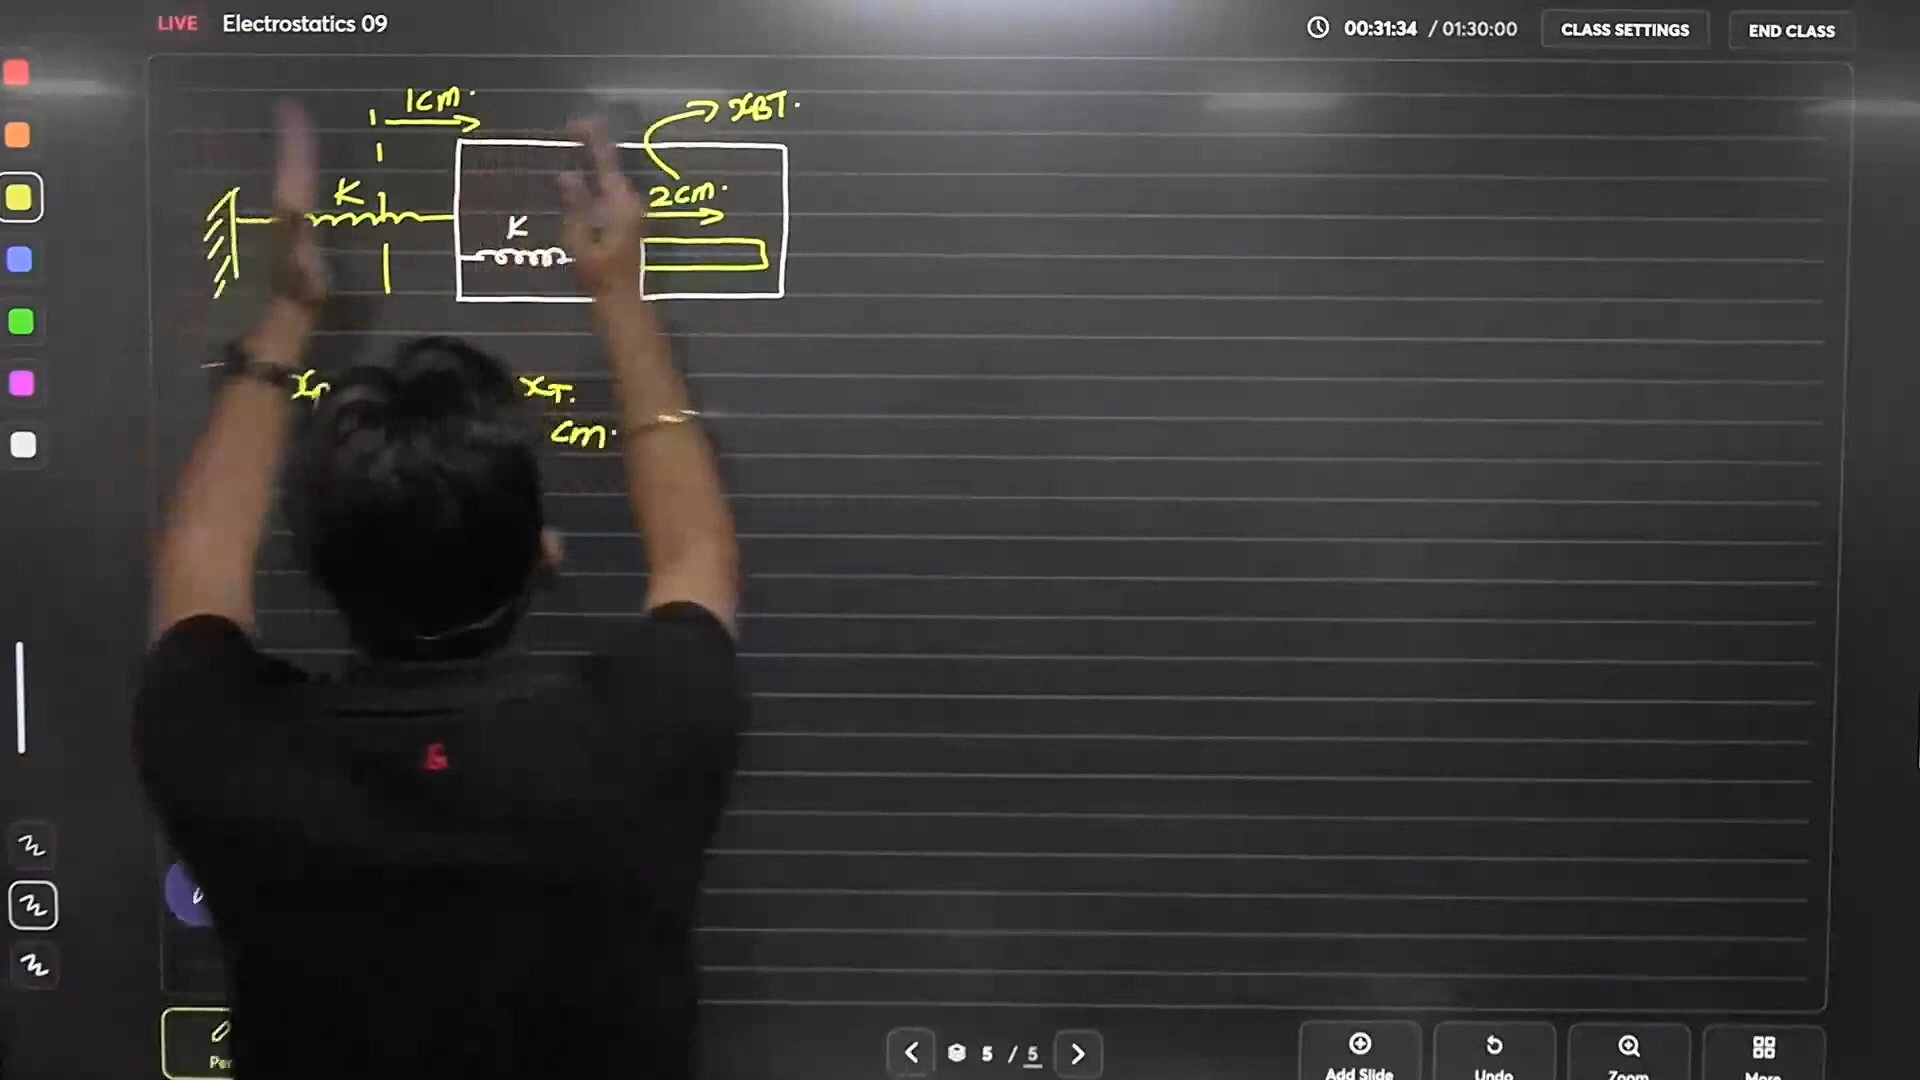 LIVE Electrostatics 09 00:31:34 / 01:30:00 CLASS SETTINGS END CLASS
1cm.
xBT.
K
2cm.
K
xT.
cm.
5 / 5
Add Slide Undo Zoom More